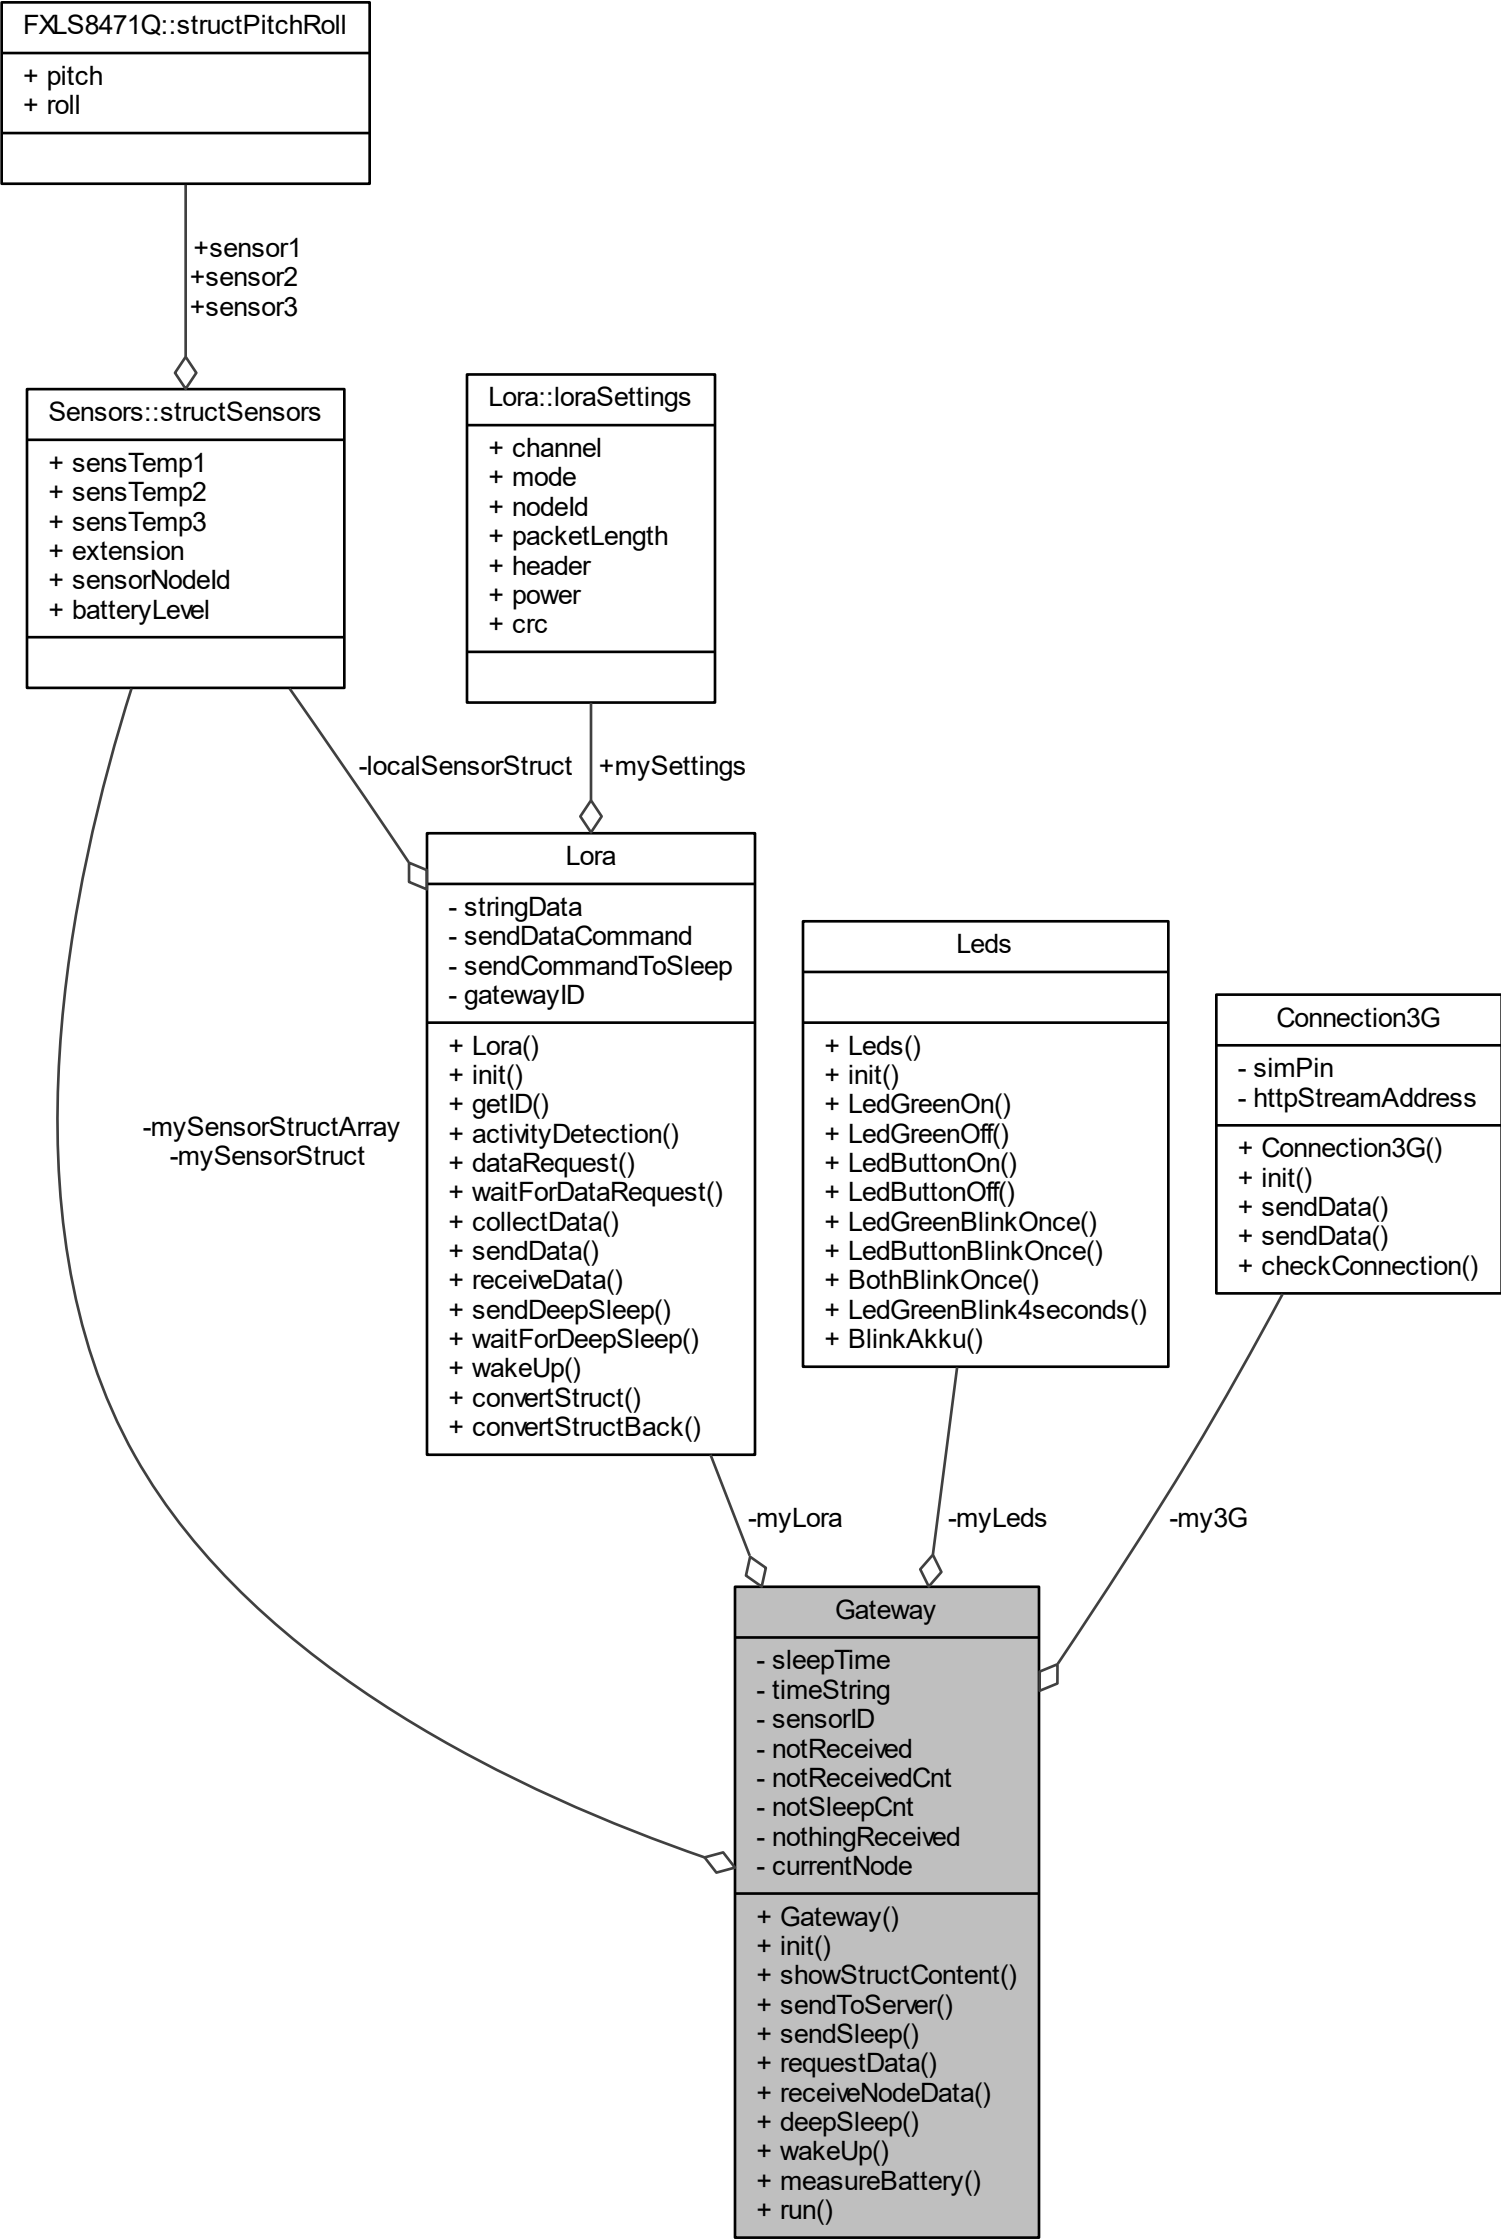 FXLS8471Q::structPitchRoll
+ pitch
+ roll
+sensor1
+sensor2
+sensor3
Sensors::structSensors
+ sensTemp1
+ sensTemp2
+ sensTemp3
+ extension
+ sensorNodeId
+ batteryLevel
Lora::loraSettings
+ channel
+ mode
+ nodeId
+ packetLength
+ header
+ power
+ crc
-localSensorStruct
+mySettings
Lora
- stringData
- sendDataCommand
- sendCommandToSleep
- gatewayID
+ Lora()
+ init()
+ getID()
+ activityDetection()
+ dataRequest()
+ waitForDataRequest()
+ collectData()
+ sendData()
+ receiveData()
+ sendDeepSleep()
+ waitForDeepSleep()
+ wakeUp()
+ convertStruct()
+ convertStructBack()
Leds
+ Leds()
+ init()
+ LedGreenOn()
+ LedGreenOff()
+ LedButtonOn()
+ LedButtonOff()
+ LedGreenBlinkOnce()
+ LedButtonBlinkOnce()
+ BothBlinkOnce()
+ LedGreenBlink4seconds()
+ BlinkAkku()
Connection3G
- simPin
- httpStreamAddress
+ Connection3G()
+ init()
+ sendData()
+ sendData()
+ checkConnection()
-mySensorStructArray
-mySensorStruct
-myLora
-myLeds
-my3G
Gateway
- sleepTime
- timeString
- sensorID
- notReceived
- notReceivedCnt
- notSleepCnt
- nothingReceived
- currentNode
+ Gateway()
+ init()
+ showStructContent()
+ sendToServer()
+ sendSleep()
+ requestData()
+ receiveNodeData()
+ deepSleep()
+ wakeUp()
+ measureBattery()
+ run()